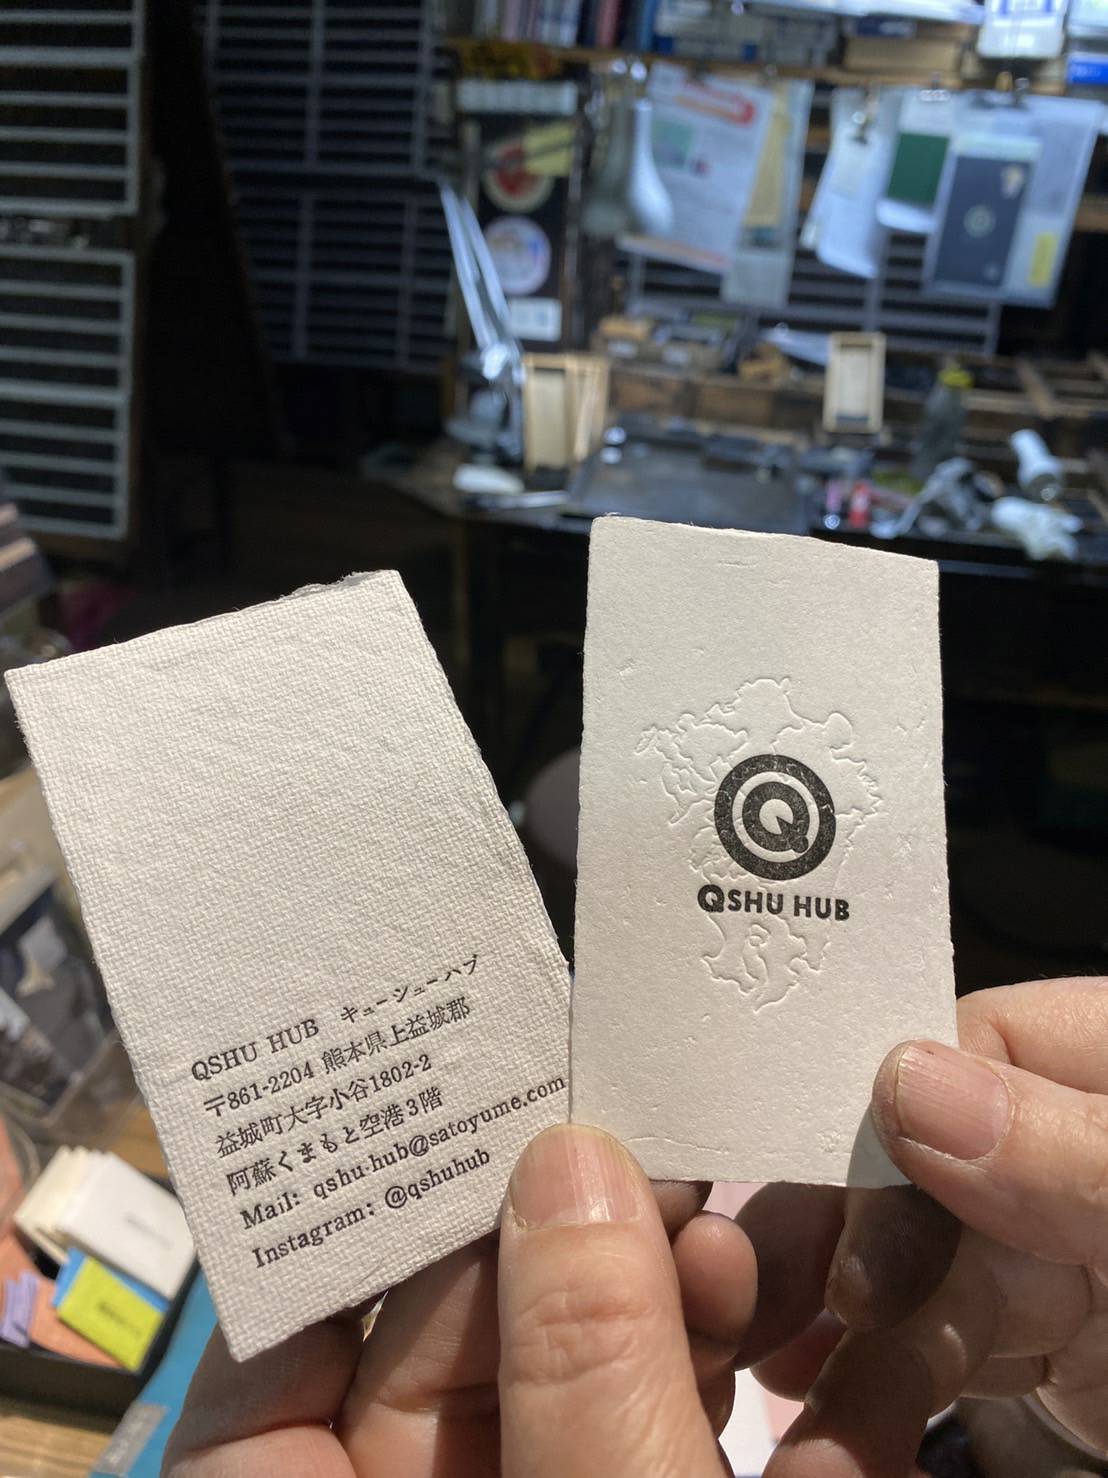 QSHU HUB キューシューハブ
〒861-2204 熊本県上益城郡
益城町大字小谷1802-2
阿蘇くまもと空港3階
Mail: qshu-hub@satoyume.com
Instagram: @qshuhub
Q
QSHU HUB